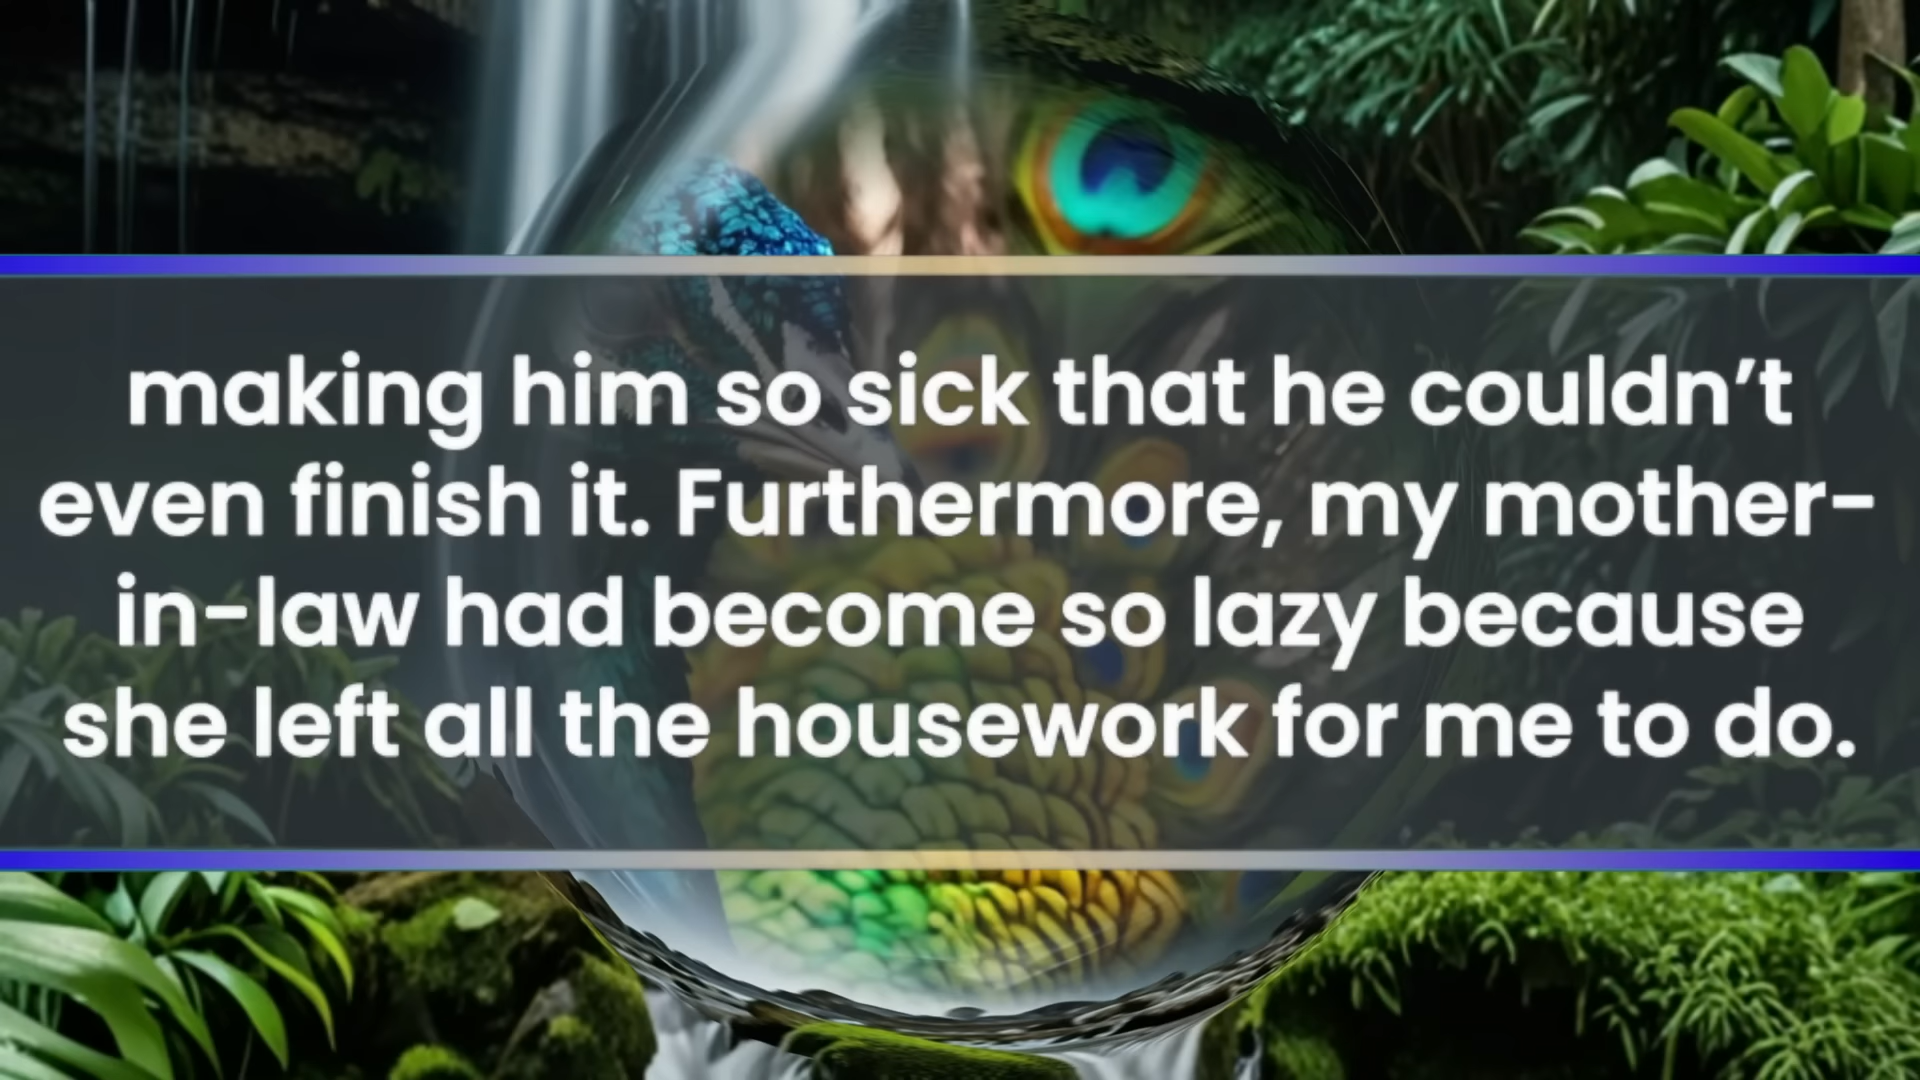 making him so sick that he couldn’t
even finish it. Furthermore, my mother-
in-law had become so lazy because
she left all the housework for me to do.